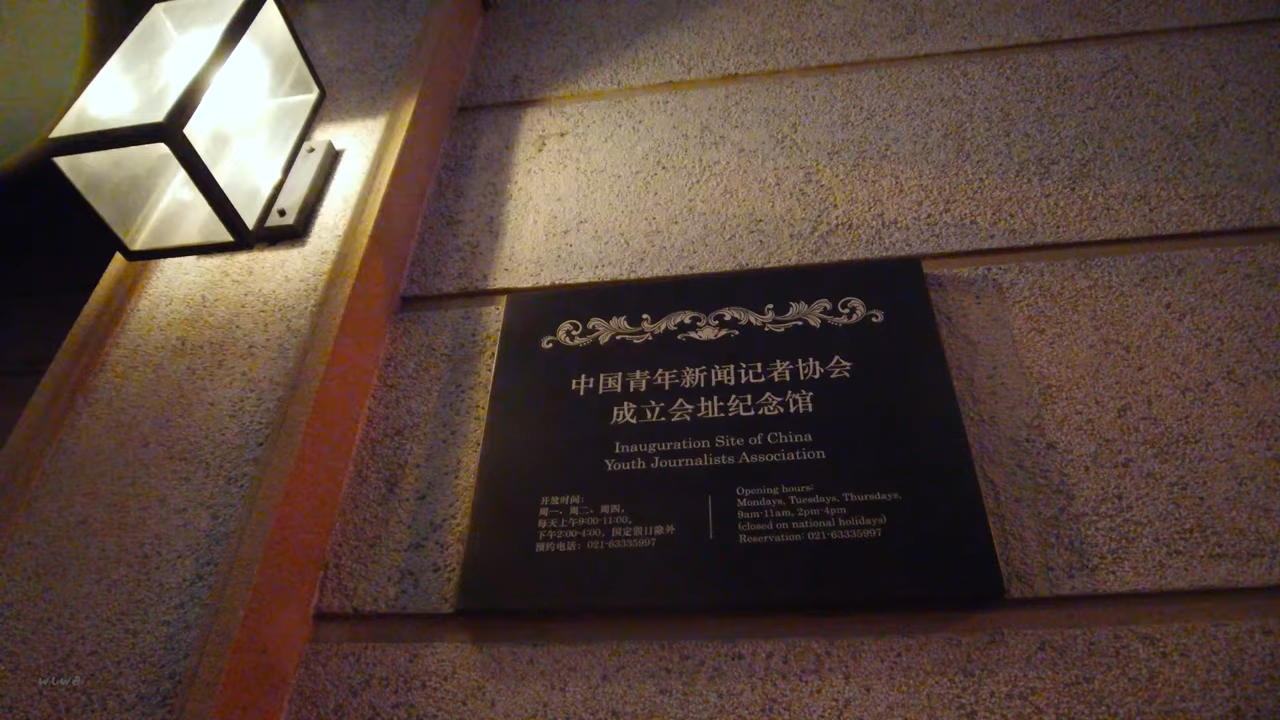 中国青年新闻记者协会
成立会址纪念馆
Inauguration Site of China
Youth Journalists Association
开放时间:
周一、周二、周四,
每天上午9:00-11:00,
下午2:00-4:00, 国定假日除外
预约电话: 021-63335997
Opening hours:
Mondays, Tuesdays, Thursdays,
9am-11am, 2pm-4pm
(closed on national holidays)
Reservation: 021-63335997
wiwa